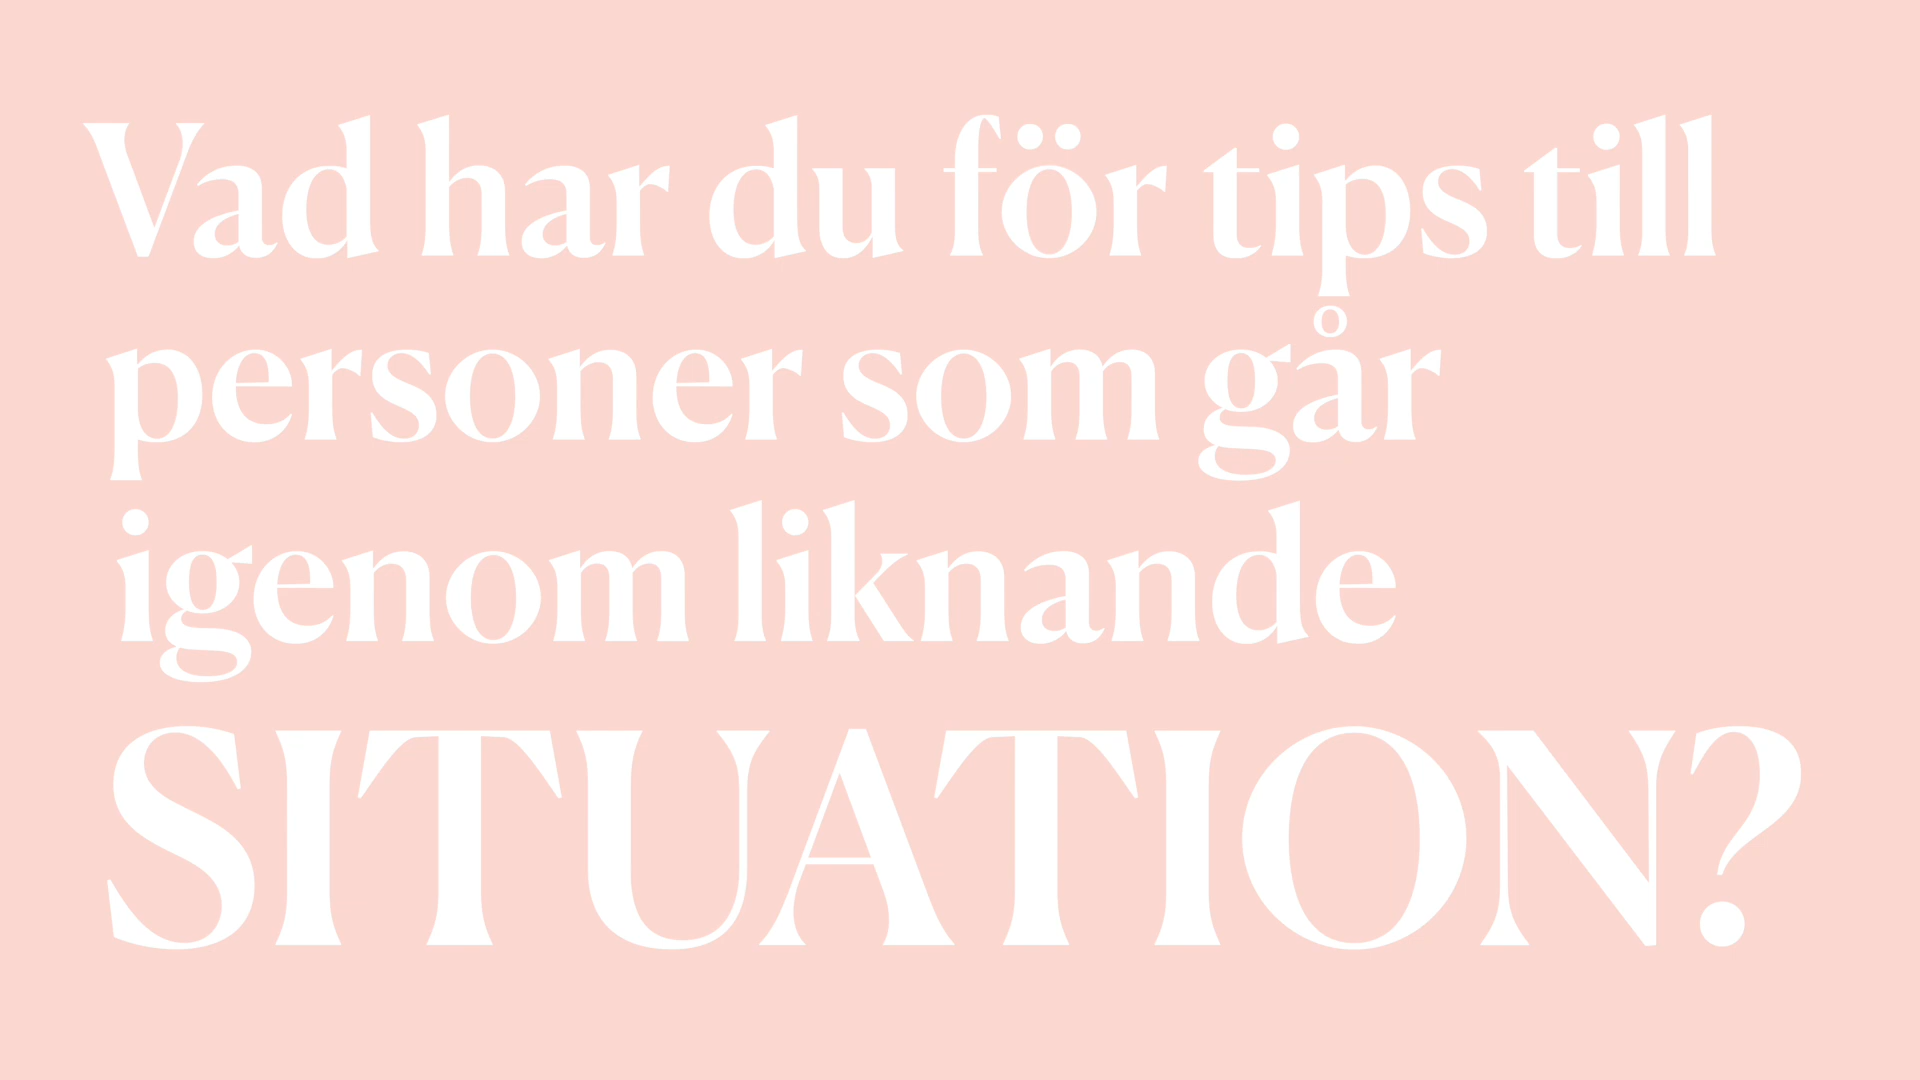 Vad har du för tips till
personer som går
igenom liknande
SITUATION?